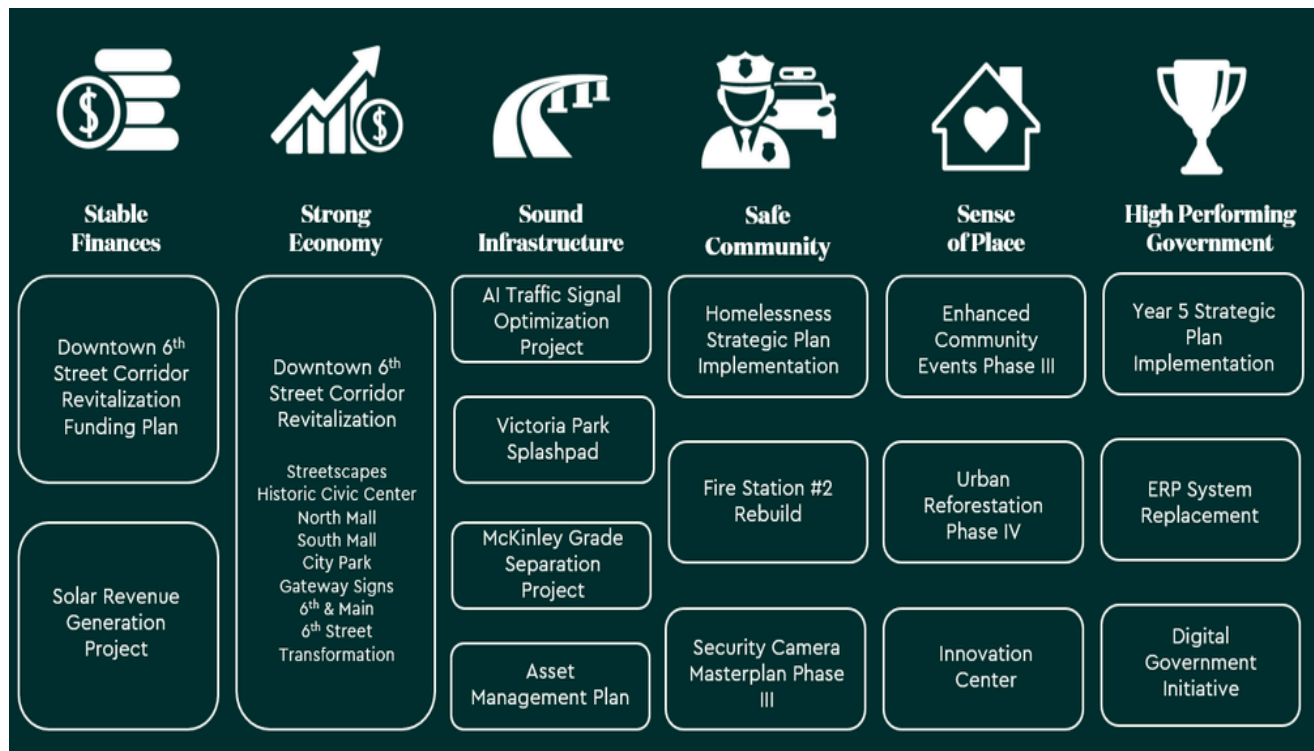 Stable
Finances
Downtown 6th
Street Corridor
Revitalization
Funding Plan
Solar Revenue
Generation
Project
Strong
Economy
Downtown 6th
Street Corridor
Revitalization
Streetscapes
Historic Civic Center
North Mall
South Mall
City Park
Gateway Signs
6th & Main
6th Street
Transformation
Sound
Infrastructure
AI Traffic Signal
Optimization
Project
Victoria Park
Splashpad
McKinley Grade
Separation
Project
Asset
Management Plan
Safe
Community
Homelessness
Strategic Plan
Implementation
Fire Station #2
Rebuild
Security Camera
Masterplan Phase
III
Sense
of Place
Enhanced
Community
Events Phase III
Urban
Reforestation
Phase IV
Innovation
Center
High Performing
Government
Year 5 Strategic
Plan
Implementation
ERP System
Replacement
Digital
Government
Initiative